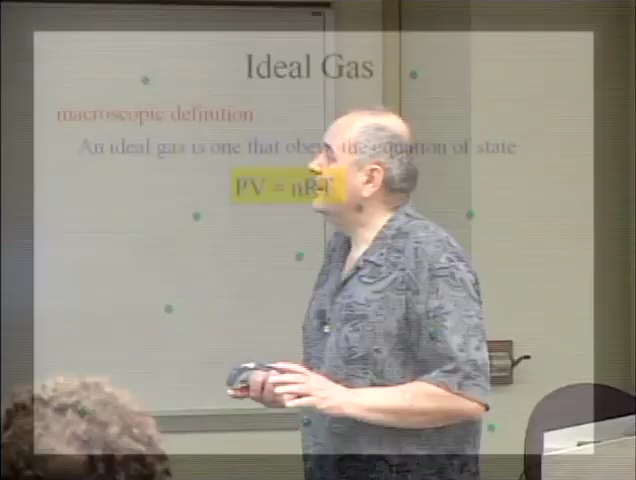 Ideal Gas
macroscopic definition
An ideal gas is one that obeys the equation of state
PV = nRT